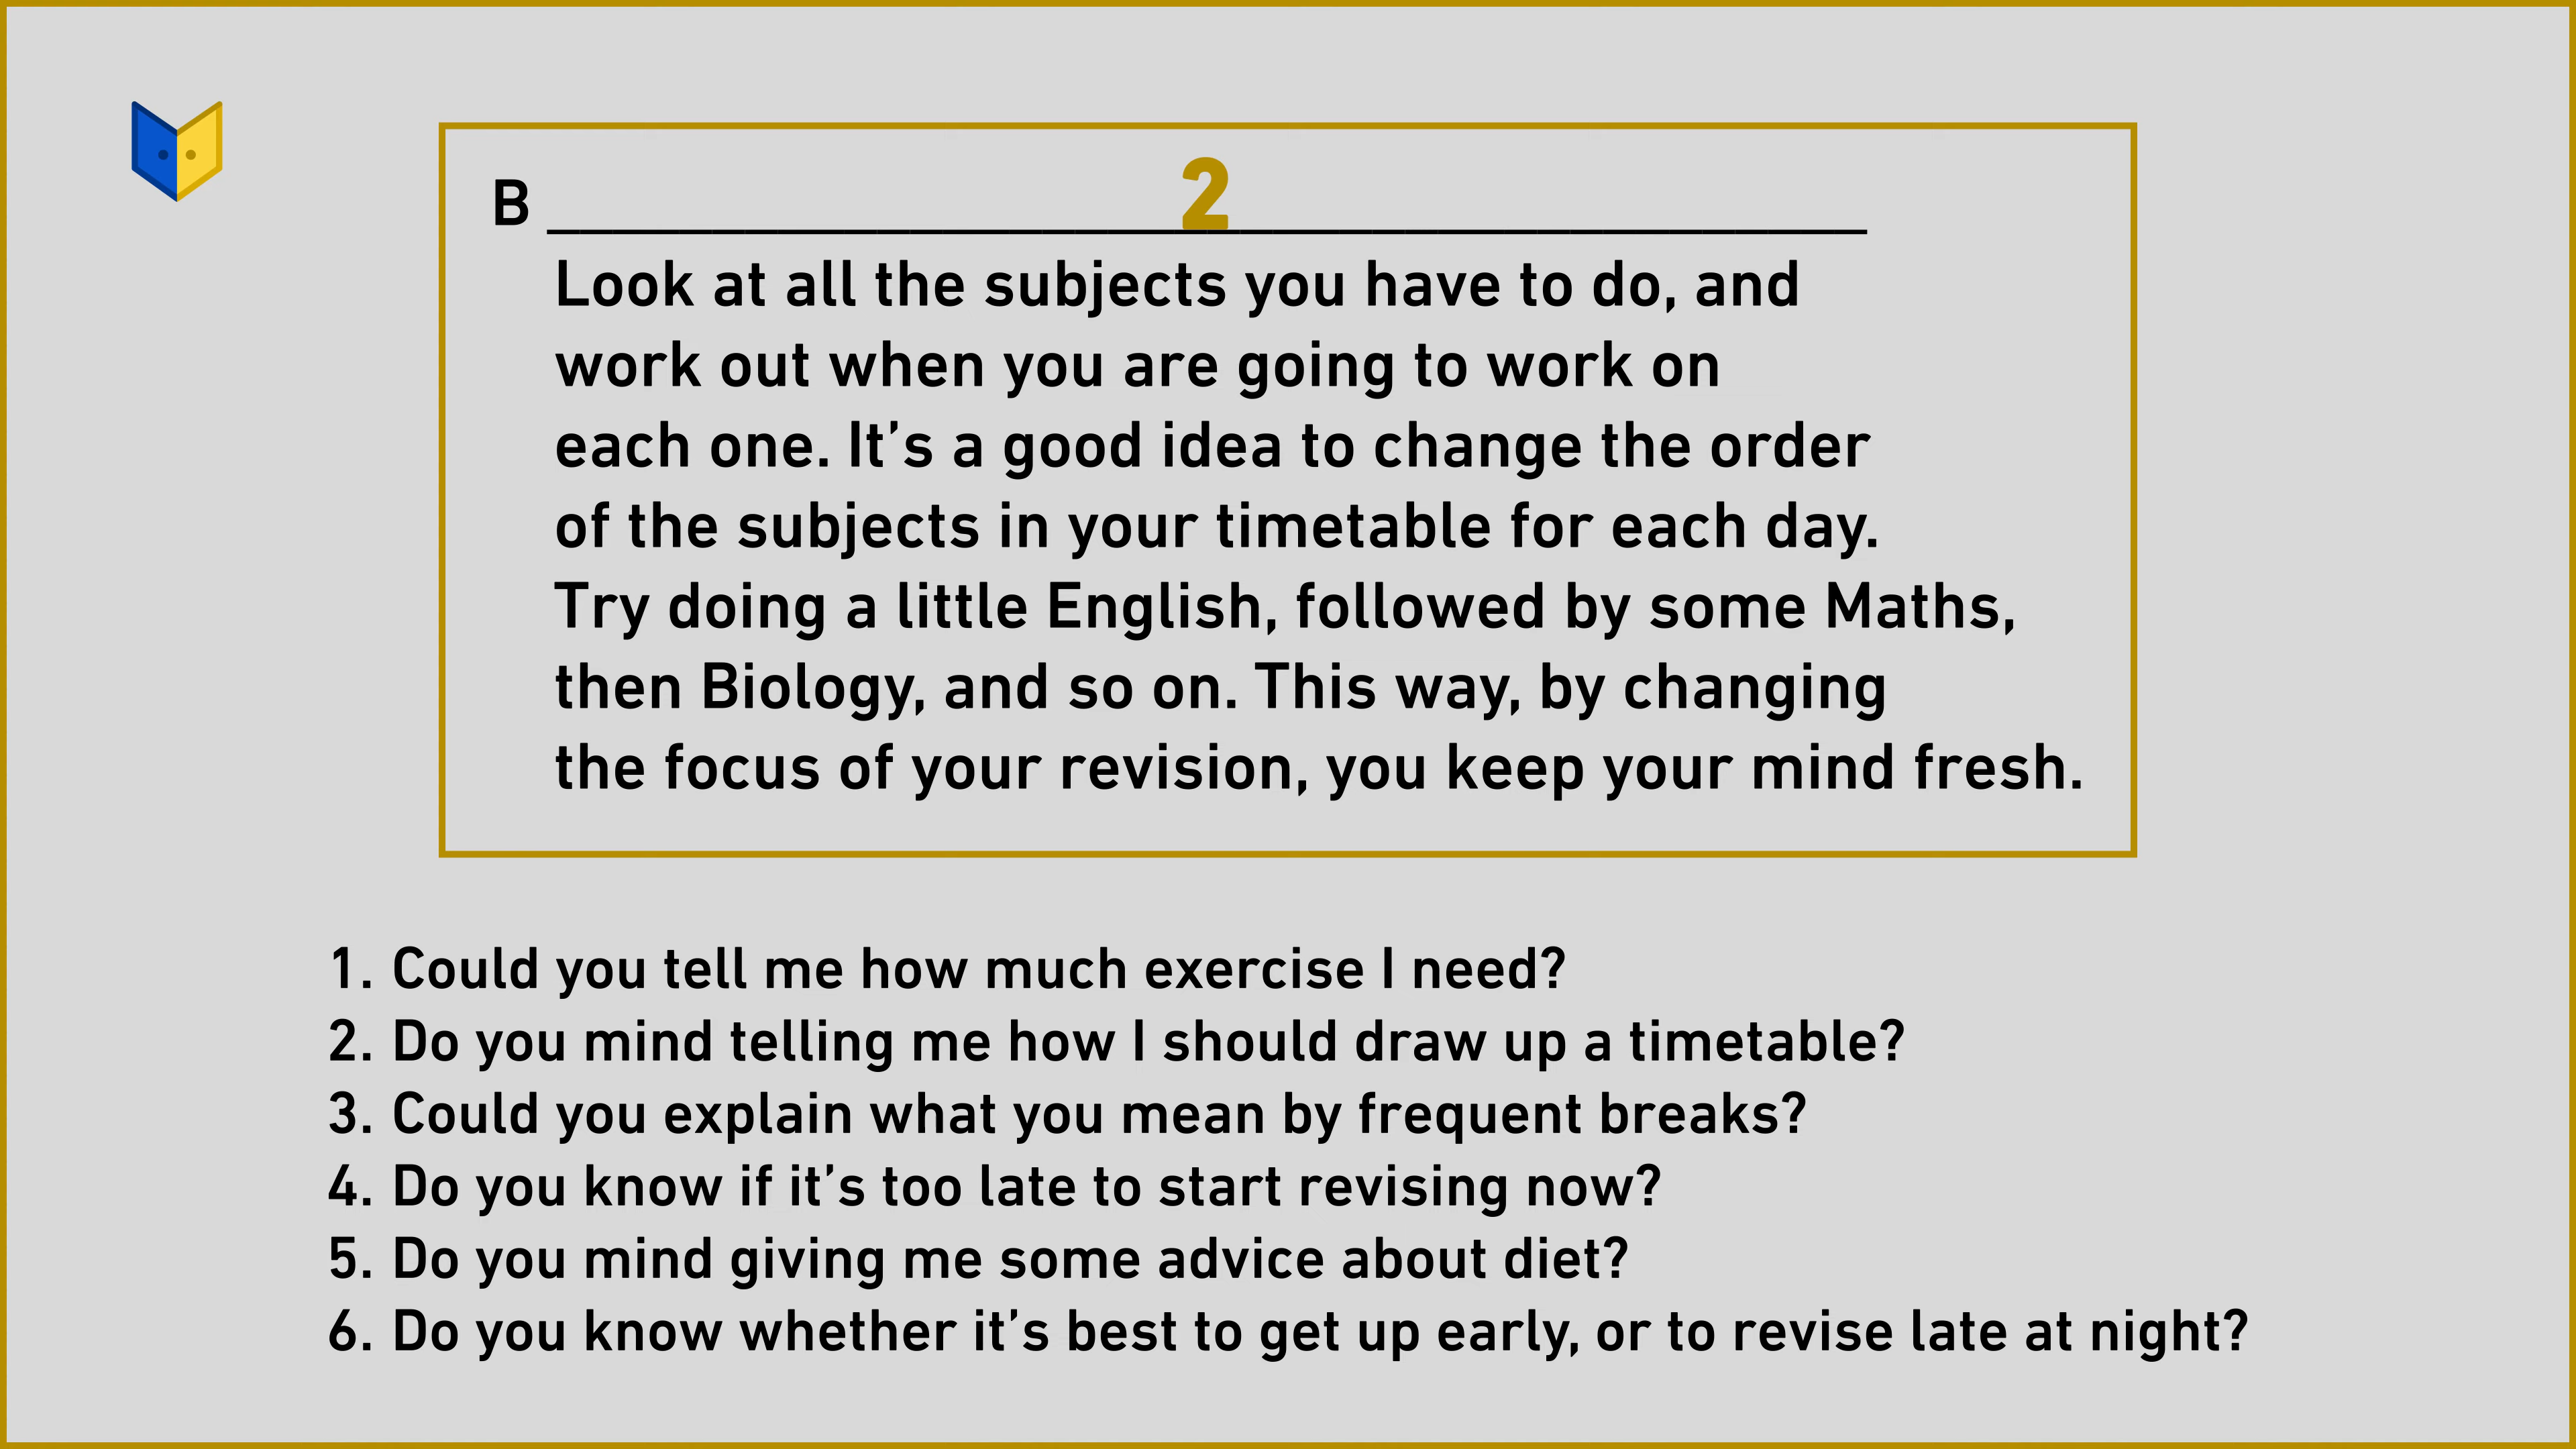 B ______2______
Look at all the subjects you have to do, and
work out when you are going to work on
each one. It’s a good idea to change the order
of the subjects in your timetable for each day.
Try doing a little English, followed by some Maths,
then Biology, and so on. This way, by changing
the focus of your revision, you keep your mind fresh.
1. Could you tell me how much exercise I need?
2. Do you mind telling me how I should draw up a timetable?
3. Could you explain what you mean by frequent breaks?
4. Do you know if it’s too late to start revising now?
5. Do you mind giving me some advice about diet?
6. Do you know whether it’s best to get up early, or to revise late at night?